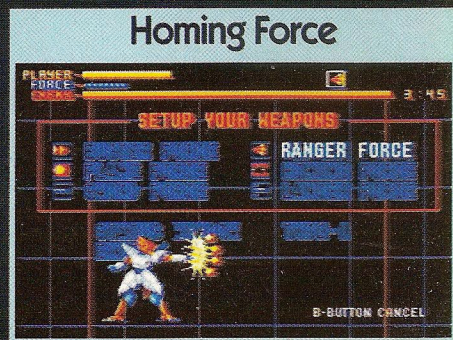 Homing Force
PLAYER
FORCE
3:45
SETUP YOUR WEAPONS
RANGER FORCE
B-BUTTON CANCEL